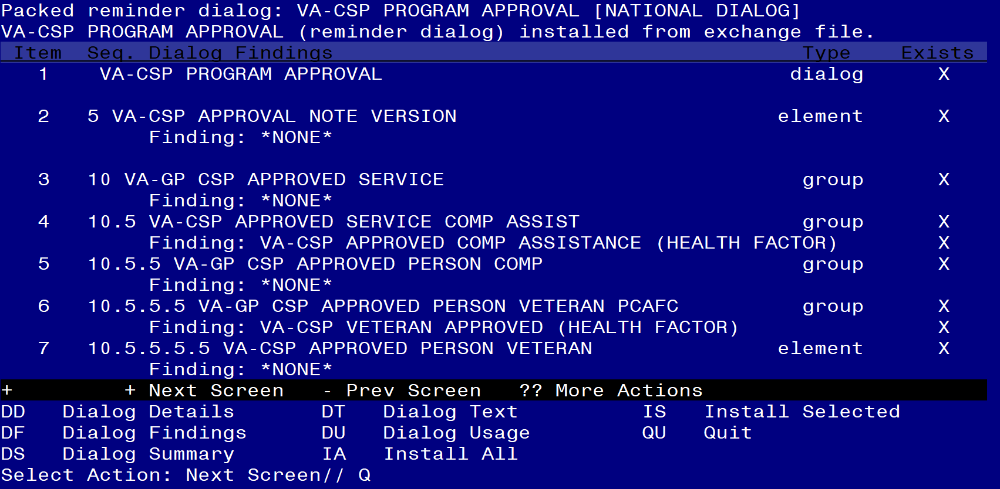 Packed reminder dialog: VA-CSP PROGRAM APPROVAL [NATIONAL DIALOG]
VA-CSP PROGRAM APPROVAL (reminder dialog) installed from exchange file.
Item  Seq. Dialog Findings  Type  Exists
1  VA-CSP PROGRAM APPROVAL  dialog  X
2  5 VA-CSP APPROVAL NOTE VERSION  element  X
Finding: *NONE*
3  10 VA-GP CSP APPROVED SERVICE  group  X
Finding: *NONE*
4  10.5 VA-CSP APPROVED SERVICE COMP ASSIST  group  X
Finding: VA-CSP APPROVED COMP ASSISTANCE (HEALTH FACTOR)  X
5  10.5.5 VA-GP CSP APPROVED PERSON COMP  group  X
Finding: *NONE*
6  10.5.5.5 VA-GP CSP APPROVED PERSON VETERAN PCAFC  group  X
Finding: VA-CSP VETERAN APPROVED (HEALTH FACTOR)  X
7  10.5.5.5.5 VA-CSP APPROVED PERSON VETERAN  element  X
Finding: *NONE*
+  + Next Screen  - Prev Screen  ?? More Actions
DD  Dialog Details  DT  Dialog Text  IS  Install Selected
DF  Dialog Findings  DU  Dialog Usage  QU  Quit
DS  Dialog Summary  IA  Install All
Select Action: Next Screen// Q